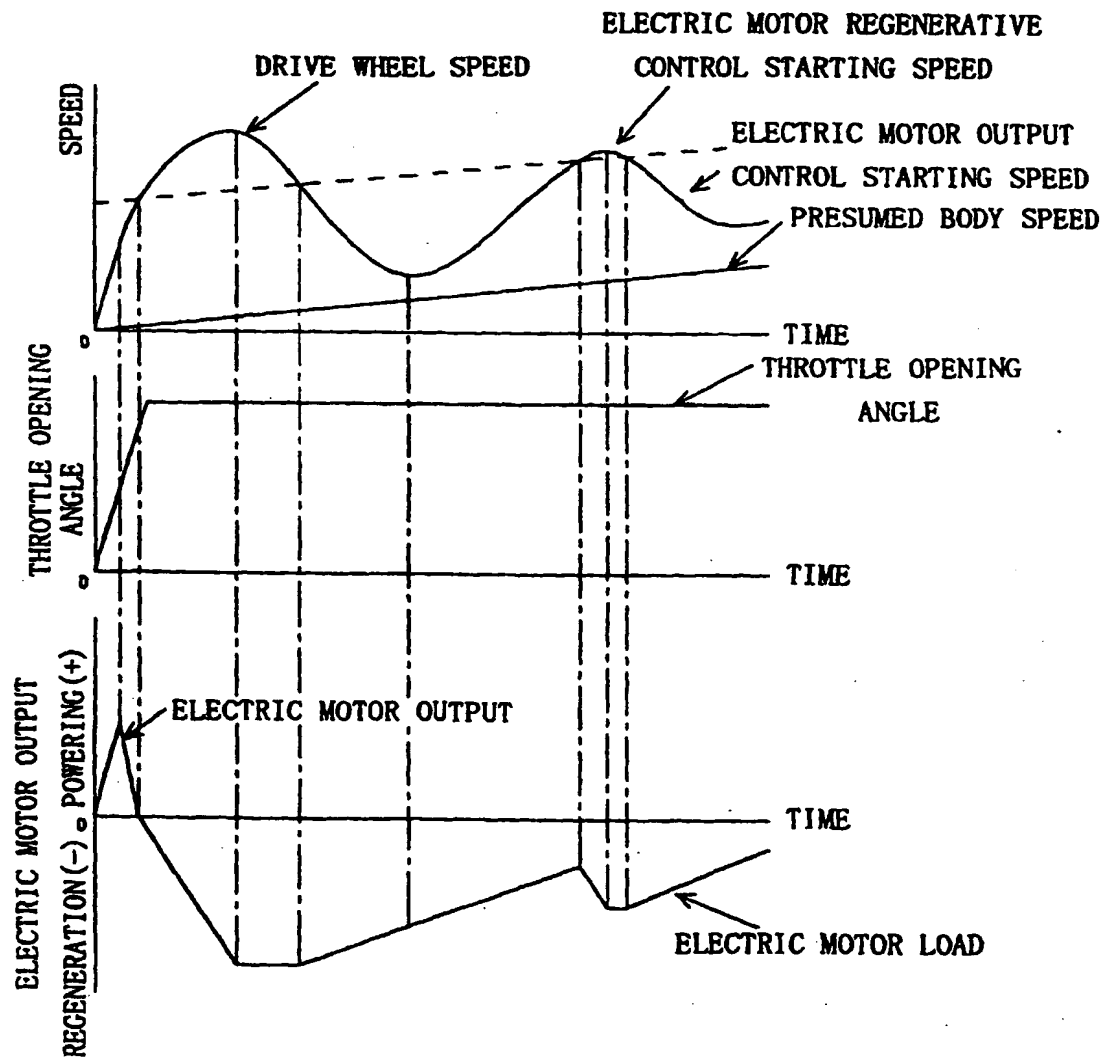 ELECTRIC MOTOR REGENERATIVE
CONTROL STARTING SPEED
DRIVE WHEEL SPEED
SPEED
ELECTRIC MOTOR OUTPUT
CONTROL STARTING SPEED
PRESUMED BODY SPEED
0
TIME
THROTTLE OPENING
ANGLE
THROTTLE OPENING
ANGLE
0
TIME
ELECTRIC MOTOR OUTPUT
REGENERATION(-) POWERING(+)
ELECTRIC MOTOR OUTPUT
0
TIME
ELECTRIC MOTOR LOAD